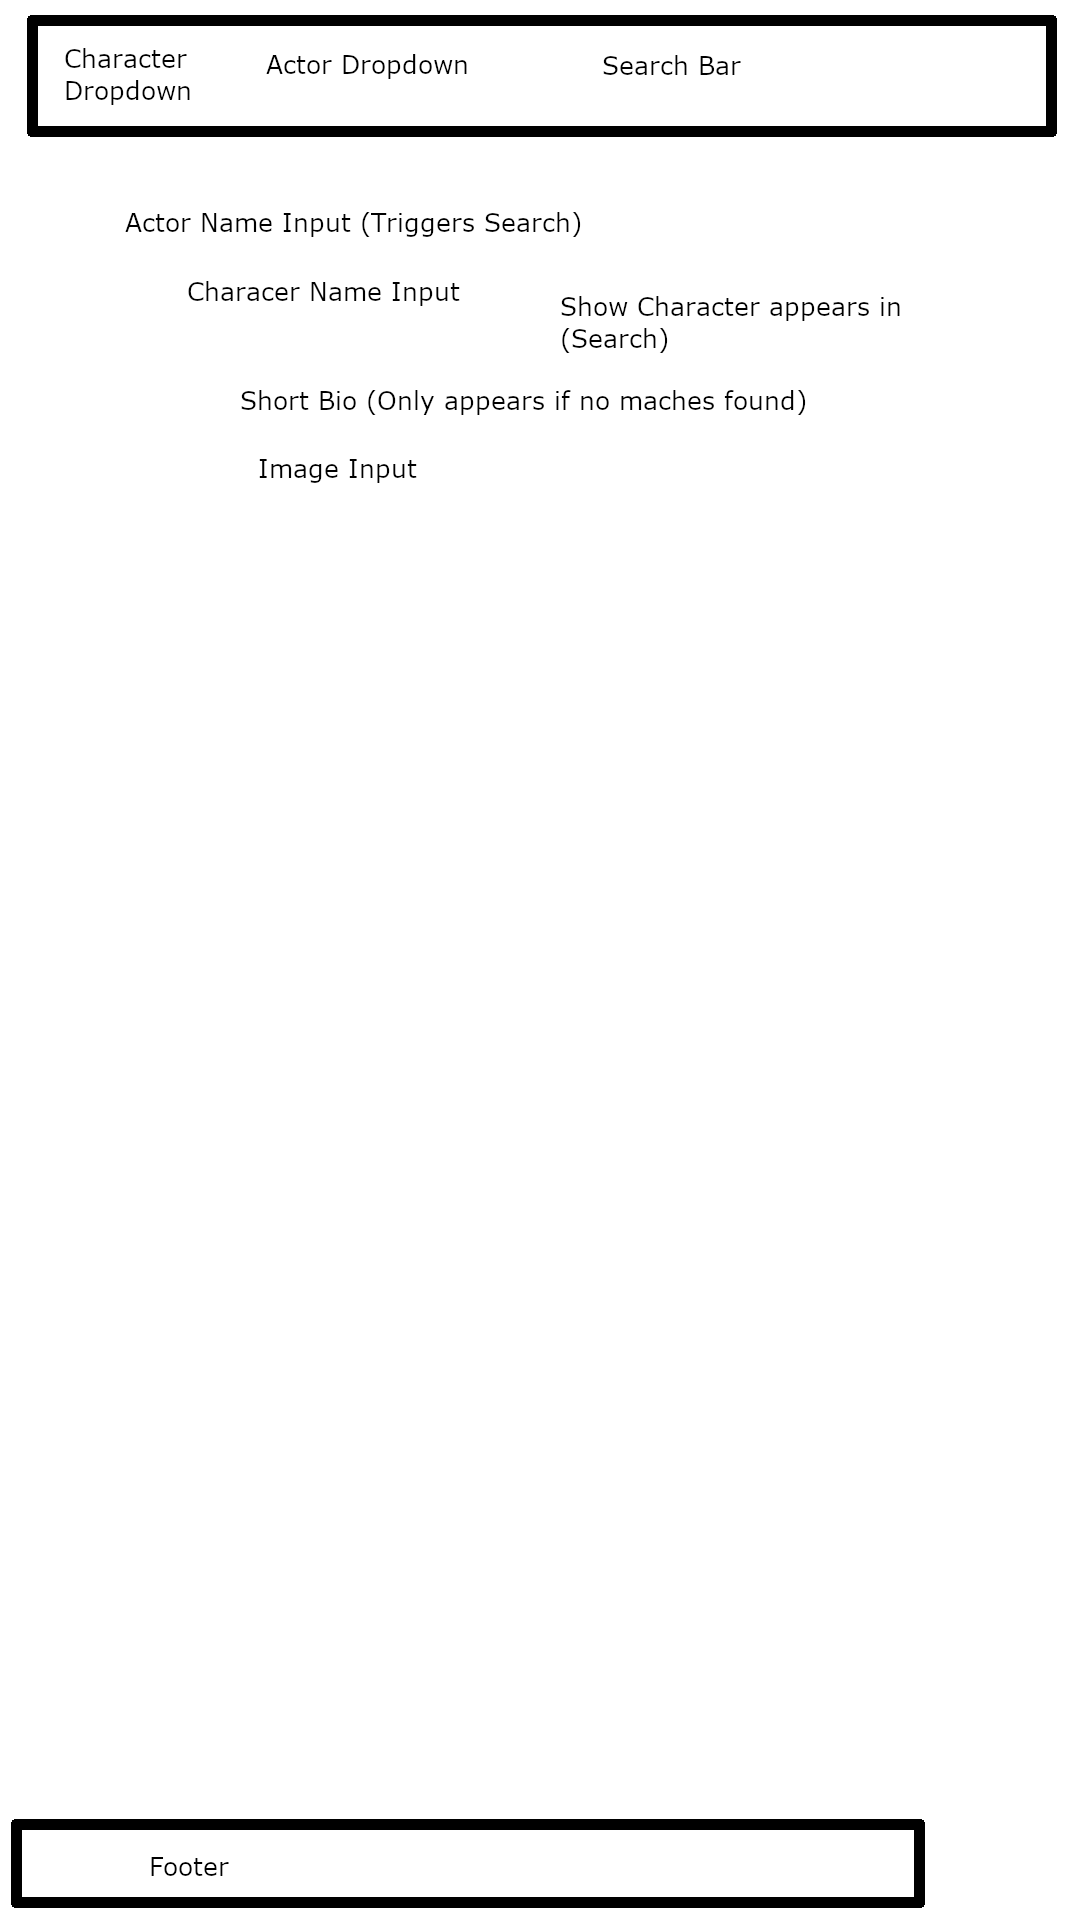 Character
Dropdown
Actor Dropdown
Search Bar
Actor Name Input (Triggers Search)
Characer Name Input
Show Character appears in
(Search)
Short Bio (Only appears if no maches found)
Image Input
Footer